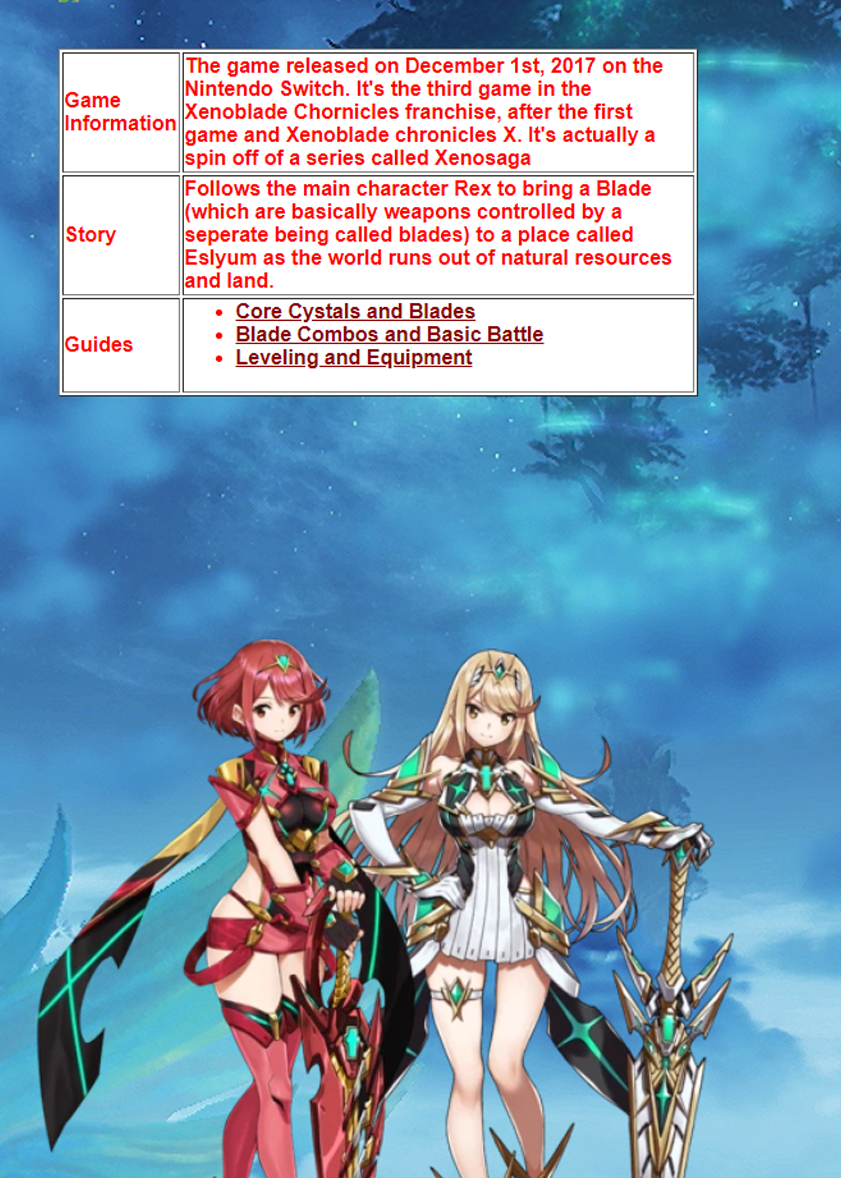 Game
Information
The game released on December 1st, 2017 on the
Nintendo Switch. It's the third game in the
Xenoblade Chornicles franchise, after the first
game and Xenoblade chronicles X. It's actually a
spin off of a series called Xenosaga
Story
Follows the main character Rex to bring a Blade
(which are basically weapons controlled by a
seperate being called blades) to a place called
Eslyum as the world runs out of natural resources
and land.
Guides
Core Cystals and Blades
Blade Combos and Basic Battle
Leveling and Equipment